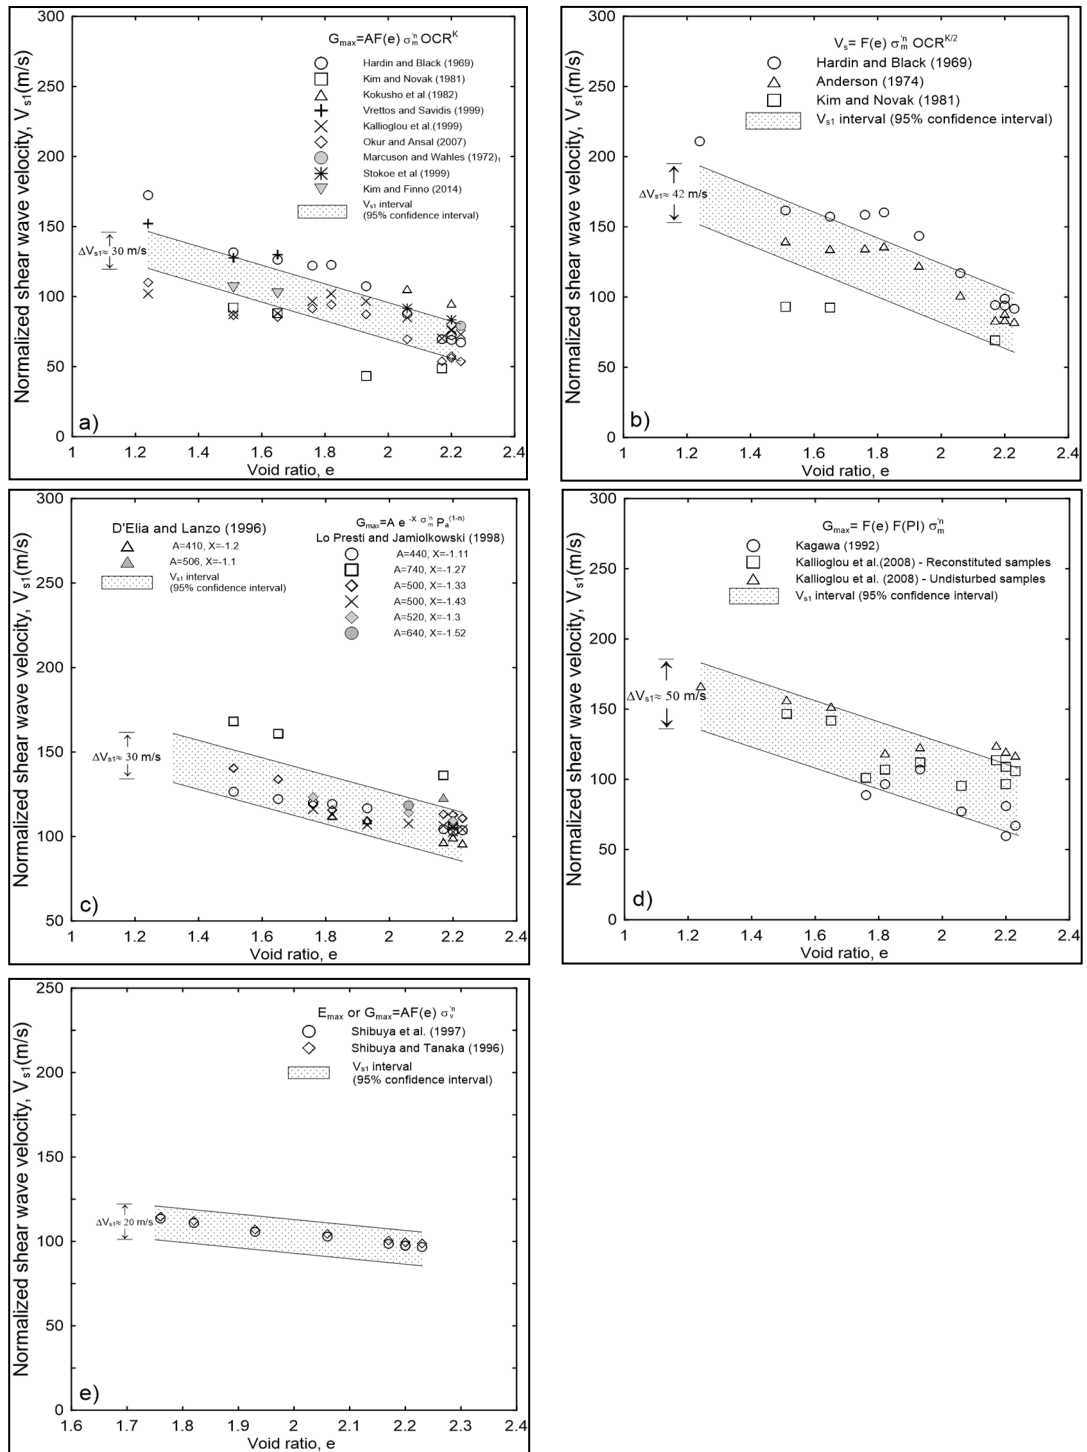 Normalized shear wave velocity, Vs1(m/s)
300
250
200
150
100
50
0
1 1.2 1.4 1.6 1.8 2 2.2 2.4
Void ratio, e
a)
Gmax=AF(e) σ'm^n OCR^K
Hardin and Black (1969)
Kim and Novak (1981)
Kokusho et al.(1982)
Vrettos and Savidis (1999)
Kallioglou et al.(1999)
Okur and Ansal (2007)
Marcuson and Wahles (1972)1
Stokoe et al (1999)
Kim and Finno (2014)
Vs1 interval
(95% confidence interval)
ΔVs1≈ 30 m/s
Normalized shear wave velocity, Vs1(m/s)
300
250
200
150
100
50
0
1 1.2 1.4 1.6 1.8 2 2.2 2.4
Void ratio, e
b)
Vs= F(e) σ'm^n OCR^K/2
Hardin and Black (1969)
Anderson (1974)
Kim and Novak (1981)
Vs1 interval (95% confidence interval)
ΔVs1≈ 42 m/s
Normalized shear wave velocity, Vs1(m/s)
300
250
200
150
100
50
1 1.2 1.4 1.6 1.8 2 2.2 2.4
Void ratio, e
c)
D'Elia and Lanzo (1996)
A=410, X=-1.2
A=506, X=-1.1
Vs1 interval
(95% confidence interval)
Gmax=A e^-X σ'm^n Pa^(1-n)
Lo Presti and Jamiolkowski (1998)
A=440, X=-1.11
A=740, X=-1.27
A=500, X=-1.33
A=500, X=-1.43
A=520, X=-1.3
A=640, X=-1.52
ΔVs1≈ 30 m/s
Normalized shear wave velocity, Vs1(m/s)
300
250
200
150
100
50
0
1 1.2 1.4 1.6 1.8 2 2.2 2.4
Void ratio, e
d)
Gmax= F(e) F(PI) σ'm^n
Kagawa (1992)
Kallioglou et al.(2008) - Reconstituted samples
Kallioglou et al. (2008) - Undisturbed samples
Vs1 interval (95% confidence interval)
ΔVs1≈ 50 m/s
Normalized shear wave velocity, Vs1(m/s)
250
200
150
100
50
0
1.6 1.7 1.8 1.9 2 2.1 2.2 2.3 2.4
Void ratio, e
e)
Emax or Gmax=AF(e) σ'v^n
Shibuya et al. (1997)
Shibuya and Tanaka (1996)
Vs1 interval
(95% confidence interval)
ΔVs1≈ 20 m/s